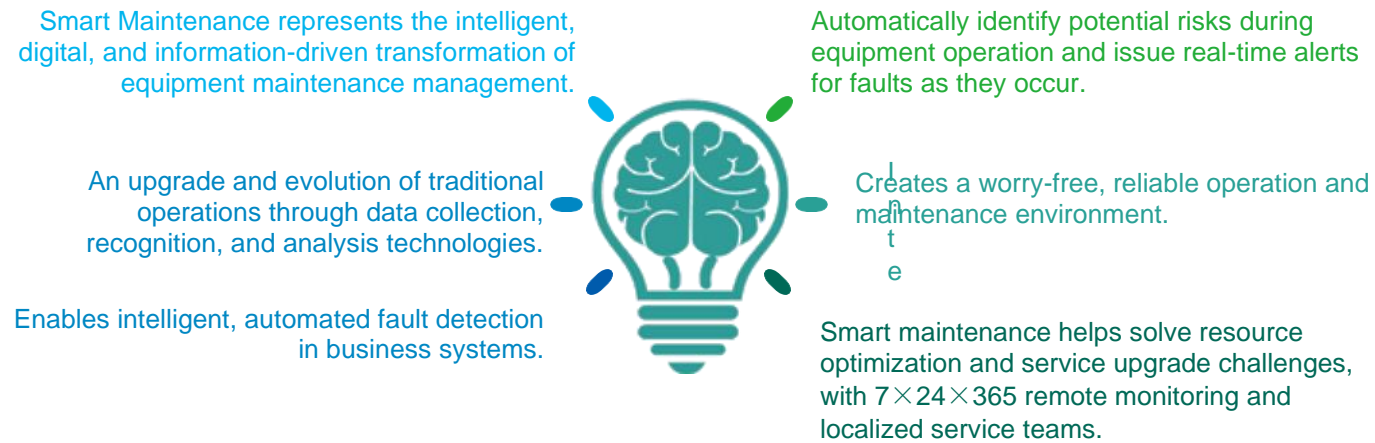 Smart Maintenance represents the intelligent,
digital, and information-driven transformation of
equipment maintenance management.
An upgrade and evolution of traditional
operations through data collection,
recognition, and analysis technologies.
Enables intelligent, automated fault detection
in business systems.
Automatically identify potential risks during
equipment operation and issue real-time alerts
for faults as they occur.
Creates a worry-free, reliable operation and
maintenance environment.
I
n
t
e
Smart maintenance helps solve resource
optimization and service upgrade challenges,
with 7×24×365 remote monitoring and
localized service teams.